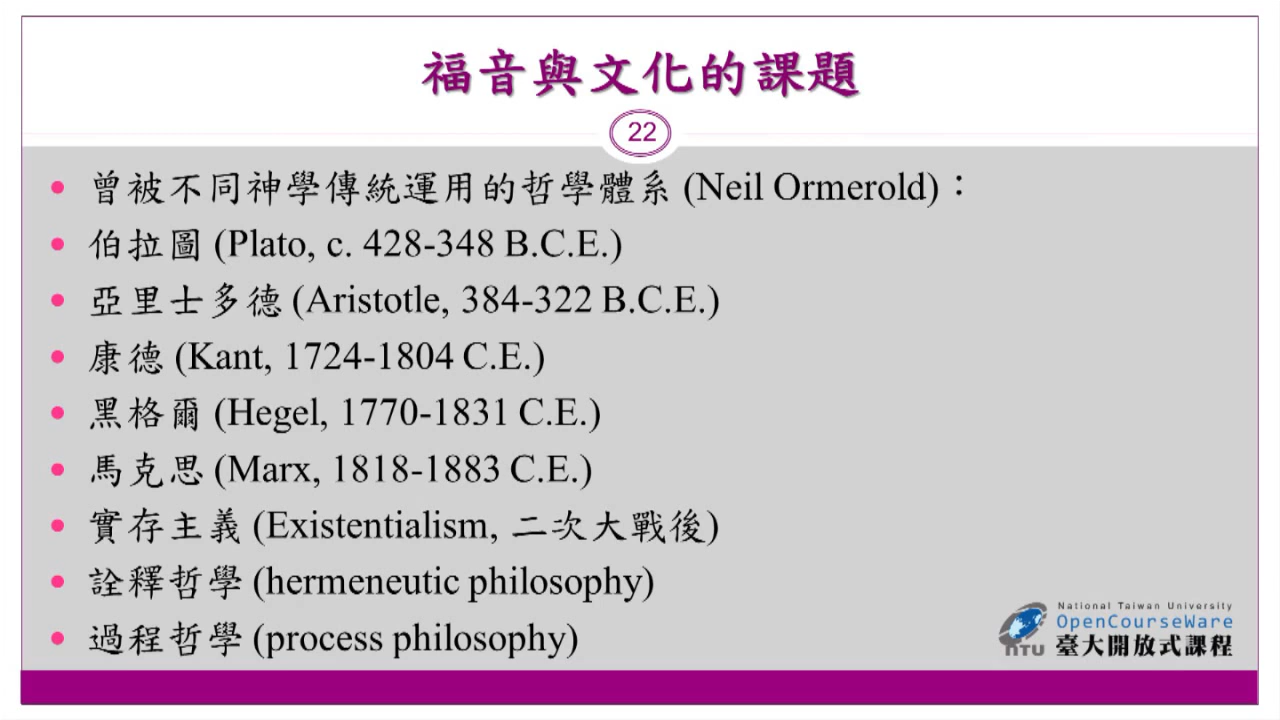 福音與文化的課題
22
曾被不同神學傳統運用的哲學體系 (Neil Ormerold)：
伯拉圖 (Plato, c. 428-348 B.C.E.)
亞里士多德 (Aristotle, 384-322 B.C.E.)
康德 (Kant, 1724-1804 C.E.)
黑格爾 (Hegel, 1770-1831 C.E.)
馬克思 (Marx, 1818-1883 C.E.)
實存主義 (Existentialism, 二次大戰後)
詮釋哲學 (hermeneutic philosophy)
過程哲學 (process philosophy)
National Taiwan University
OpenCourseWare
NTU 臺大開放式課程